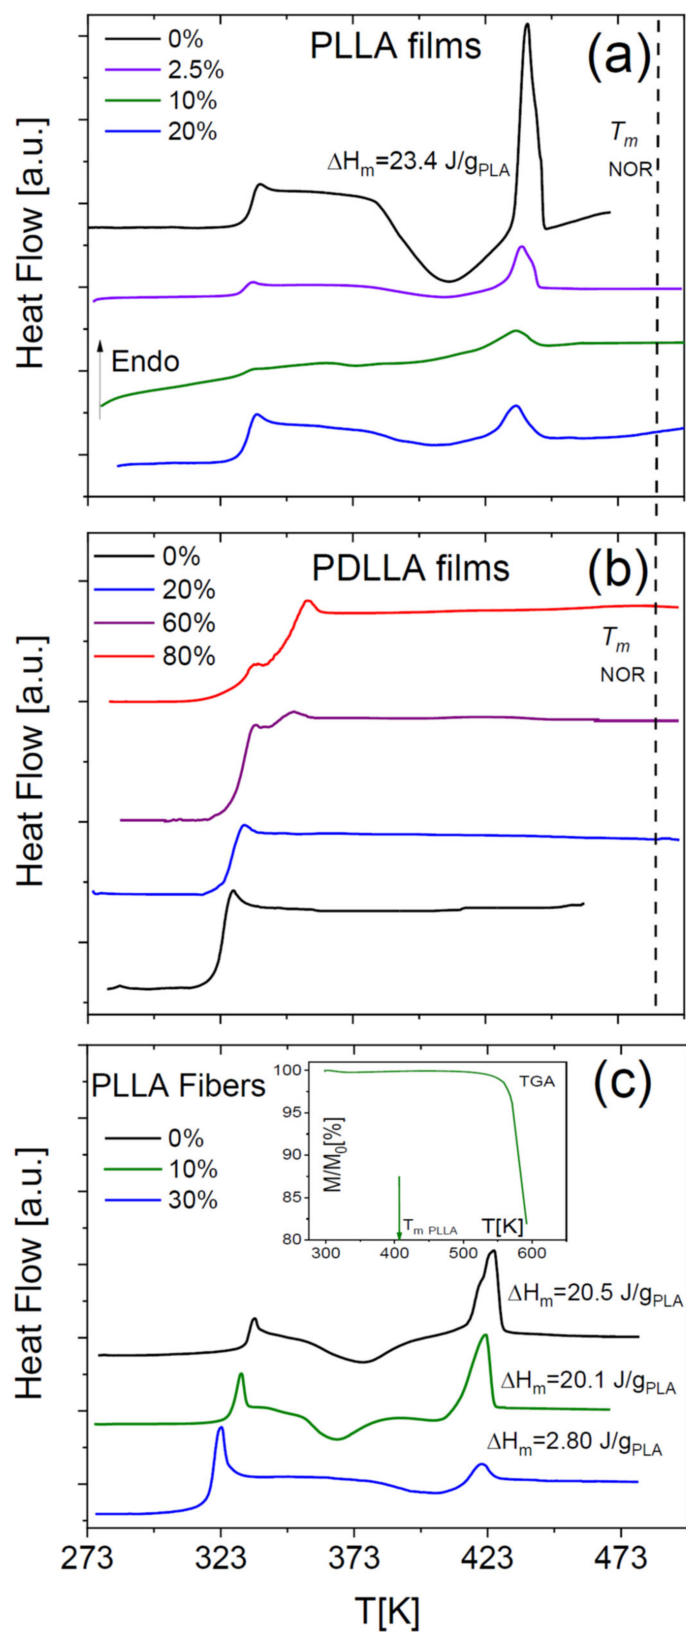 PLLA films
(a)
0%
2.5%
10%
20%
ΔHm=23.4 J/gPLA
Tm
NOR
Endo
Heat Flow [a.u.]
PDLLA films
(b)
0%
20%
60%
80%
Tm
NOR
Heat Flow [a.u.]
PLLA Fibers
(c)
0%
10%
30%
100
95
90
85
80
M/M0[%]
TGA
Tm PLLA
T[K]
300 400 500 600
ΔHm=20.5 J/gPLA
ΔHm=20.1 J/gPLA
ΔHm=2.80 J/gPLA
Heat Flow [a.u.]
273 323 373 423 473
T[K]